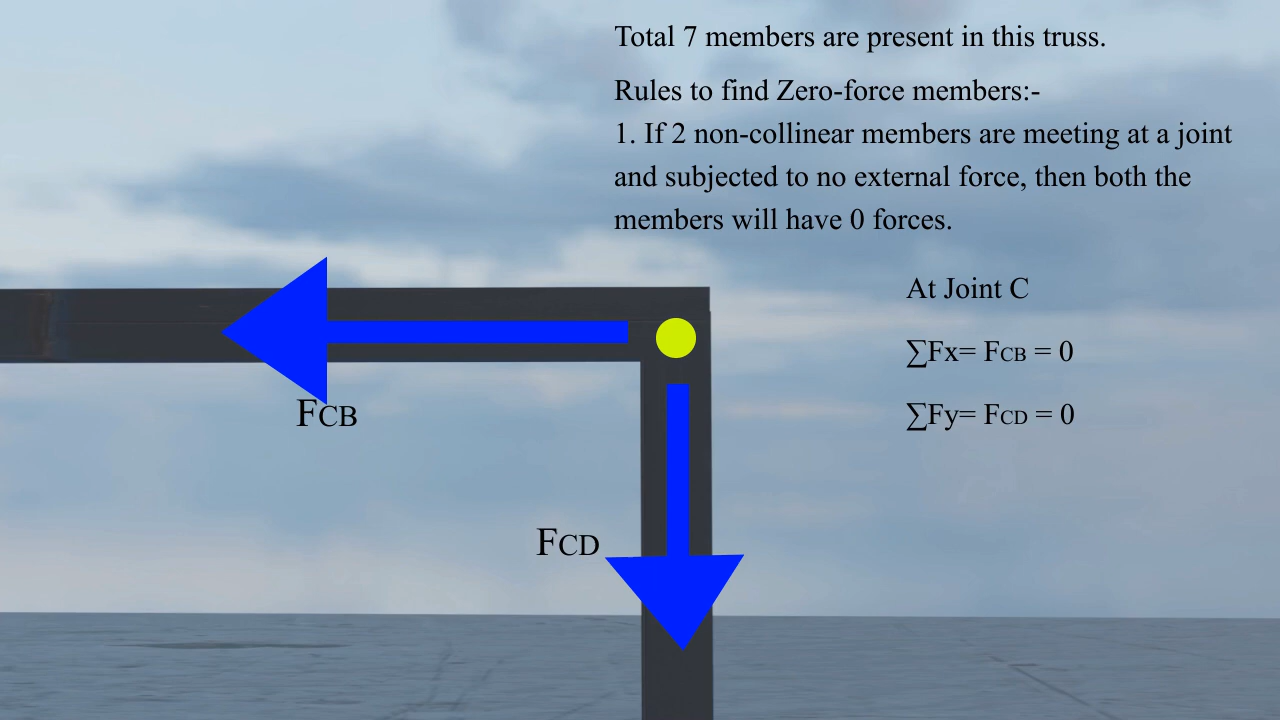 Total 7 members are present in this truss.
Rules to find Zero-force members:-
1. If 2 non-collinear members are meeting at a joint
and subjected to no external force, then both the
members will have 0 forces.
At Joint C
∑Fx= FCB = 0
∑Fy= FCD = 0
FCB
FCD